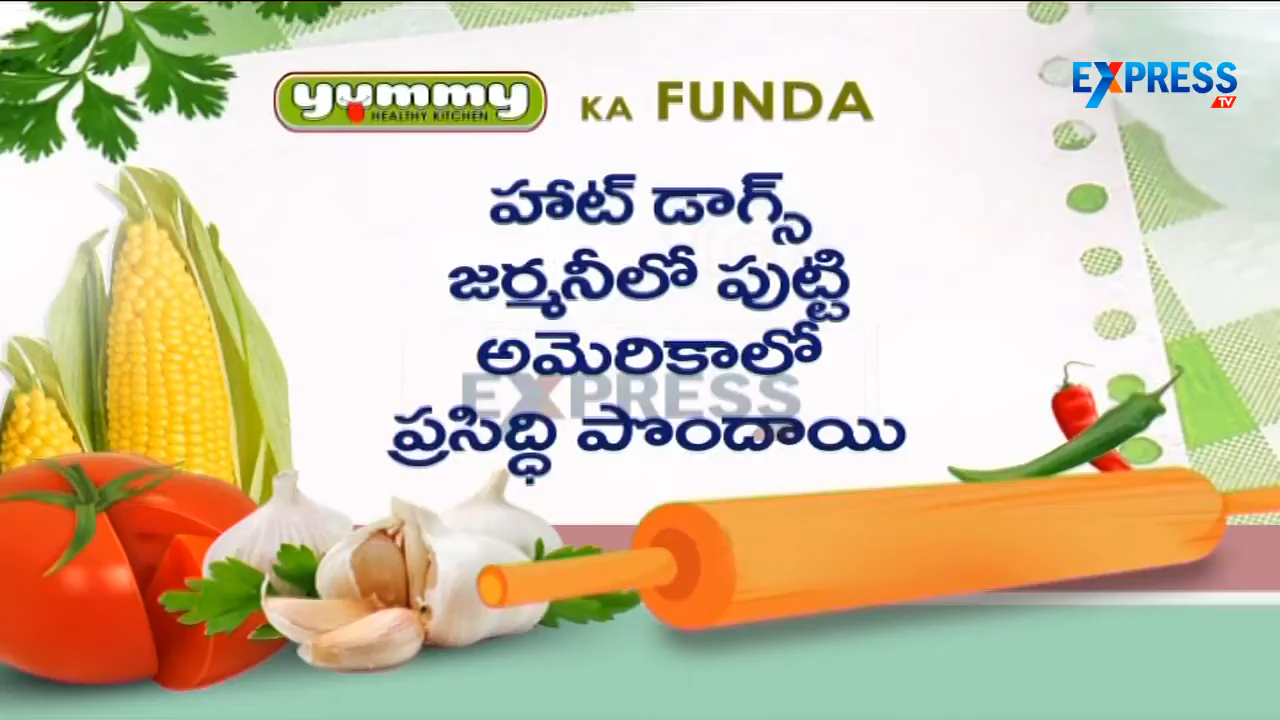 yummy KA FUNDA EXPRESS
HEALTHY KITCHEN TV
హాట్ డాగ్స్
జర్మనీలో పుట్టి
అమెరికాలో
EXPRESS
ప్రసిద్ధి పొందాయి